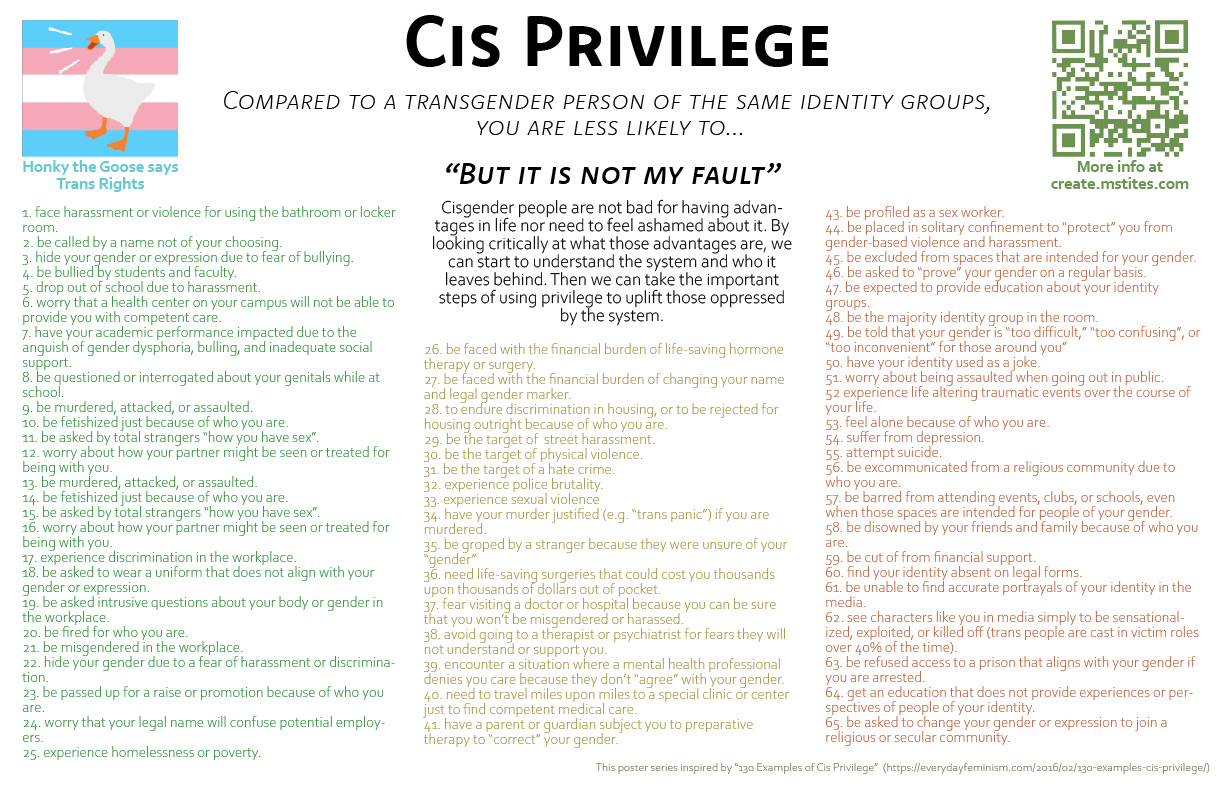 Cis Privilege
Compared to a transgender person of the same identity groups,
you are less likely to...
Honky the Goose says
Trans Rights
More info at
create.mstites.com
“But it is not my fault”
Cisgender people are not bad for having advan-
tages in life nor need to feel ashamed about it. By
looking critically at what those advantages are, we
can start to understand the system and who it
leaves behind. Then we can take the important
steps of using privilege to uplift those oppressed
by the system.
1. face harassment or violence for using the bathroom or locker
room.
2. be called by a name not of your choosing.
3. hide your gender or expression due to fear of bullying.
4. be bullied by students and faculty.
5. drop out of school due to harassment.
6. worry that a health center on your campus will not be able to
provide you with competent care.
7. have your academic performance impacted due to the
anguish of gender dysphoria, bulling, and inadequate social
support.
8. be questioned or interrogated about your genitals while at
school.
9. be murdered, attacked, or assaulted.
10. be fetishized just because of who you are.
11. be asked by total strangers “how you have sex”.
12. worry about how your partner might be seen or treated for
being with you.
13. be murdered, attacked, or assaulted.
14. be fetishized just because of who you are.
15. be asked by total strangers “how you have sex”.
16. worry about how your partner might be seen or treated for
being with you.
17. experience discrimination in the workplace.
18. be asked to wear a uniform that does not align with your
gender or expression.
19. be asked intrusive questions about your body or gender in
the workplace.
20. be fired for who you are.
21. be misgendered in the workplace.
22. hide your gender due to a fear of harassment or discrimina-
tion.
23. be passed up for a raise or promotion because of who you
are.
24. worry that your legal name will confuse potential employ-
ers.
25. experience homelessness or poverty.
26. be faced with the financial burden of life-saving hormone
therapy or surgery.
27. be faced with the financial burden of changing your name
and legal gender marker.
28. to endure discrimination in housing, or to be rejected for
housing outright because of who you are.
29. be the target of street harassment.
30. be the target of physical violence.
31. be the target of a hate crime.
32. experience police brutality.
33. experience sexual violence
34. have your murder justified (e.g. “trans panic”) if you are
murdered.
35. be groped by a stranger because they were unsure of your
“gender”
36. need life-saving surgeries that could cost you thousands
upon thousands of dollars out of pocket.
37. fear visiting a doctor or hospital because you can be sure
that you won’t be misgendered or harassed.
38. avoid going to a therapist or psychiatrist for fears they will
not understand or support you.
39. encounter a situation where a mental health professional
denies you care because they don’t “agree” with your gender.
40. need to travel miles upon miles to a special clinic or center
just to find competent medical care.
41. have a parent or guardian subject you to preparative
therapy to “correct” your gender.
43. be profiled as a sex worker.
44. be placed in solitary confinement to “protect” you from
gender-based violence and harassment.
45. be excluded from spaces that are intended for your gender.
46. be asked to “prove” your gender on a regular basis.
47. be expected to provide education about your identity
groups.
48. be the majority identity group in the room.
49. be told that your gender is “too difficult,” “too confusing”, or
“too inconvenient” for those around you”
50. have your identity used as a joke.
51. worry about being assaulted when going out in public.
52 experience life altering traumatic events over the course of
your life.
53. feel alone because of who you are.
54. suffer from depression.
55. attempt suicide.
56. be excommunicated from a religious community due to
who you are.
57. be barred from attending events, clubs, or schools, even
when those spaces are intended for people of your gender.
58. be disowned by your friends and family because of who you
are.
59. be cut of from financial support.
60. find your identity absent on legal forms.
61. be unable to find accurate portrayals of your identity in the
media.
62. see characters like you in media simply to be sensational-
ized, exploited, or killed off (trans people are cast in victim roles
over 40% of the time).
63. be refused access to a prison that aligns with your gender if
you are arrested.
64. get an education that does not provide experiences or per-
spectives of people of your identity.
65. be asked to change your gender or expression to join a
religious or secular community.
This poster series inspired by “130 Examples of Cis Privilege” (https://everydayfeminism.com/2016/02/130-examples-cis-privilege/)